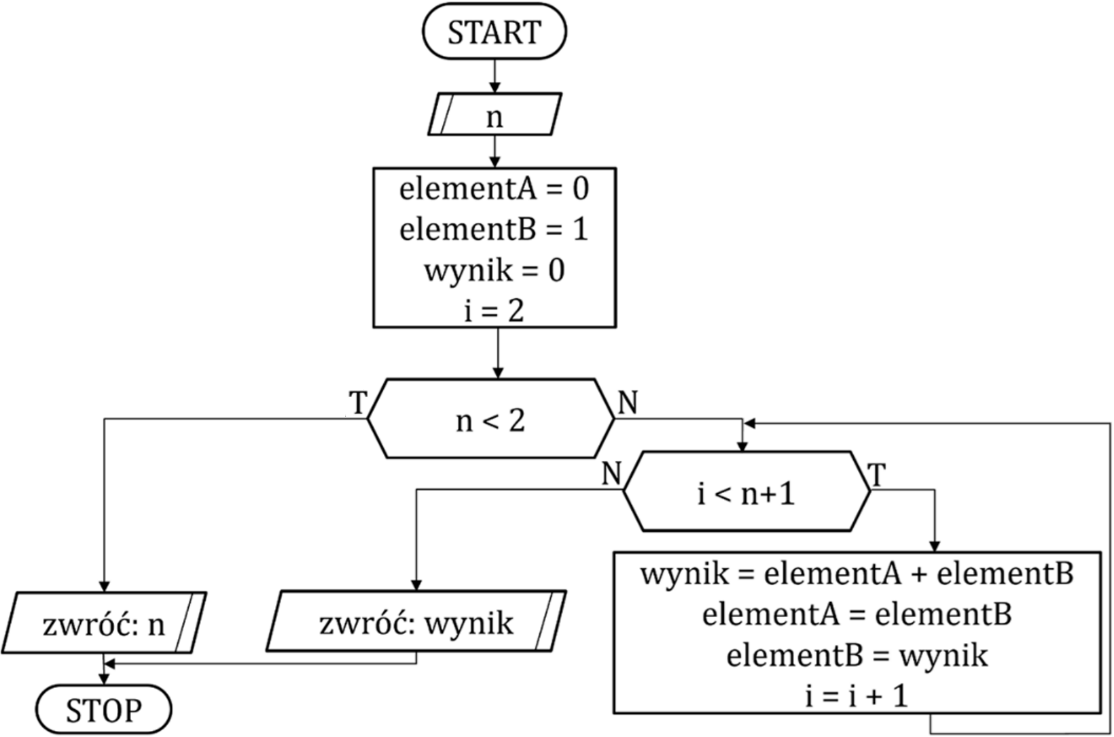 START
n
elementA = 0
elementB = 1
wynik = 0
i = 2
T
n < 2
N
N
i < n+1
T
wynik = elementA + elementB
elementA = elementB
elementB = wynik
i = i + 1
zwróć: n
zwróć: wynik
STOP